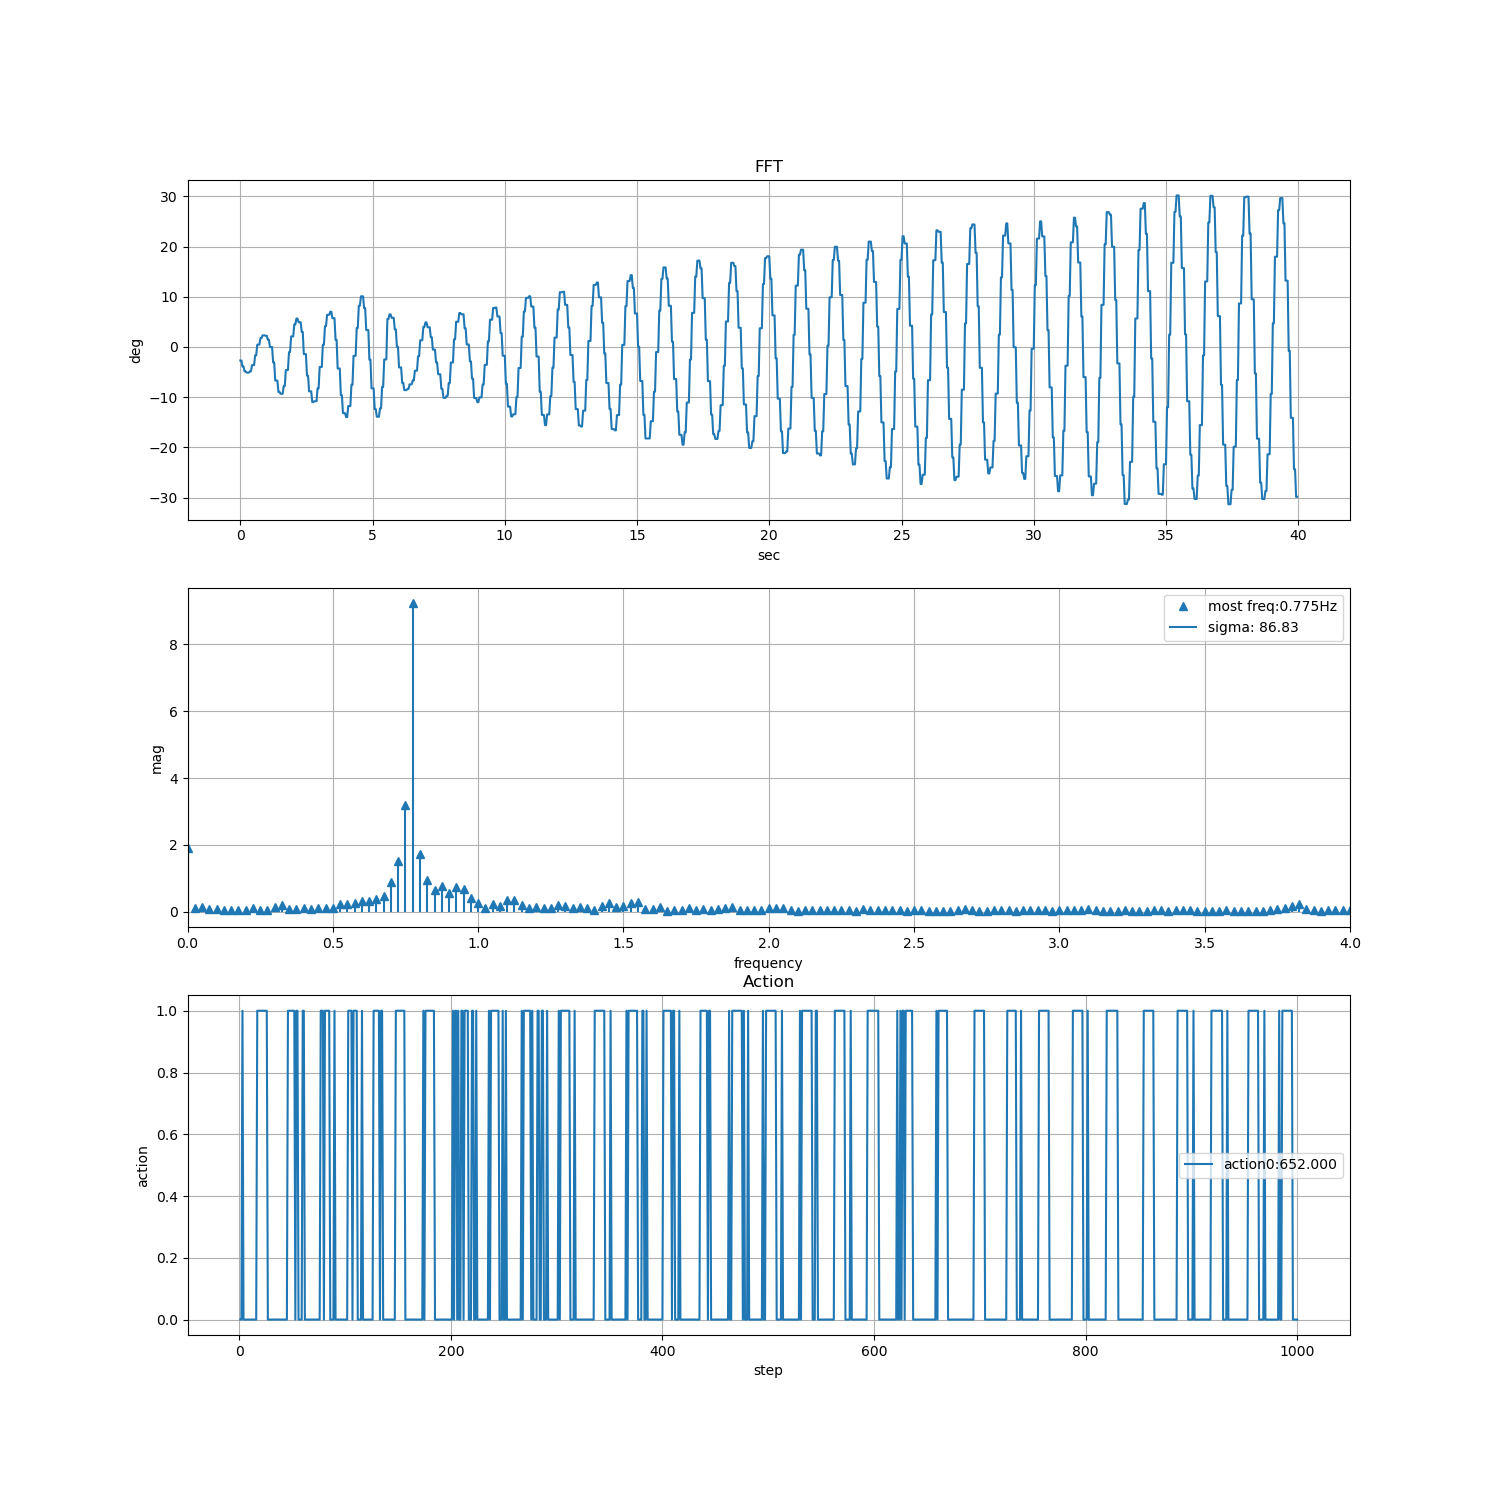 FFT
30
20
10
0
−10
−20
−30
deg
0 5 10 15 20 25 30 35 40
sec
most freq:0.775Hz
sigma: 86.83
8
6
4
2
0
mag
0.0 0.5 1.0 1.5 2.0 2.5 3.0 3.5 4.0
frequency
Action
1.0
0.8
0.6
0.4
0.2
0.0
action
action0:652.000
0 200 400 600 800 1000
step